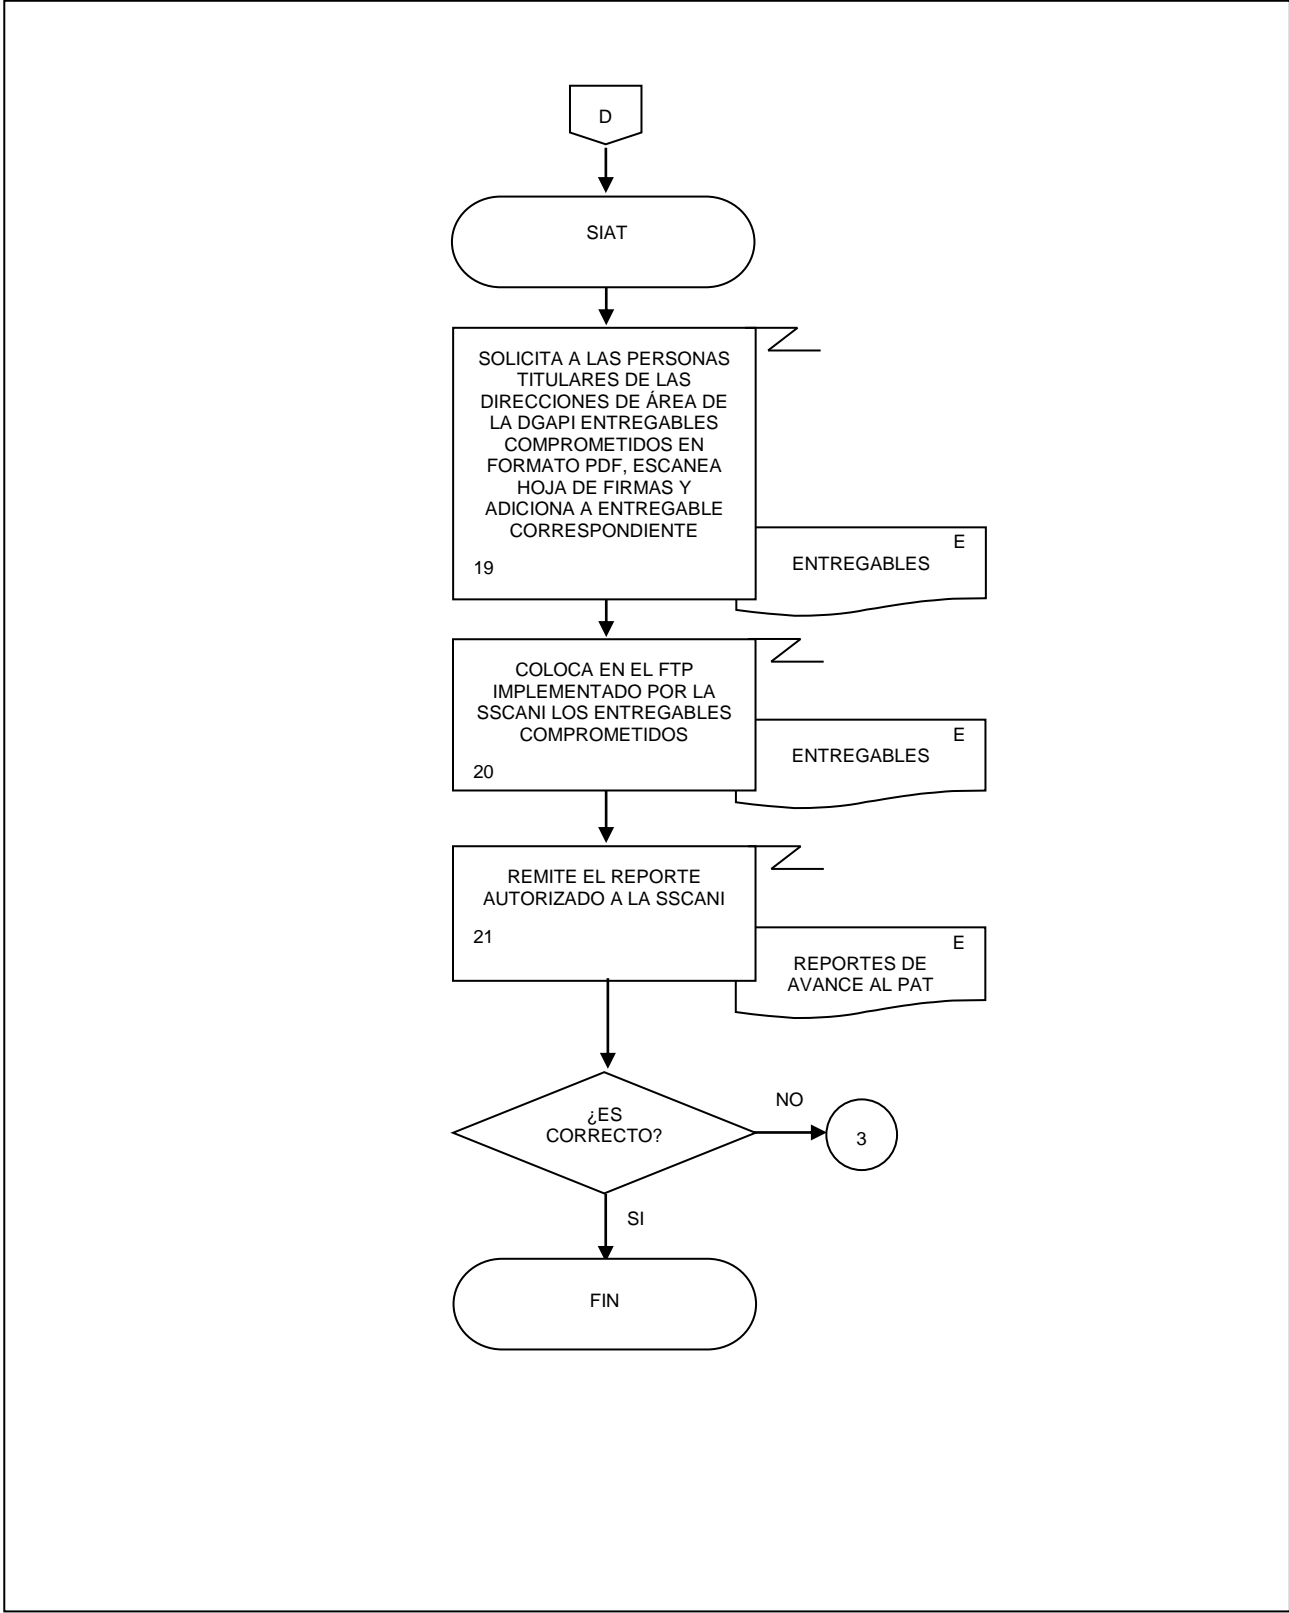 D
SIAT
SOLICITA A LAS PERSONAS
TITULARES DE LAS
DIRECCIONES DE ÁREA DE
LA DGAPI ENTREGABLES
COMPROMETIDOS EN
FORMATO PDF, ESCANEA
HOJA DE FIRMAS Y
ADICIONA A ENTREGABLE
CORRESPONDIENTE
19
E
ENTREGABLES
COLOCA EN EL FTP
IMPLEMENTADO POR LA
SSCANI LOS ENTREGABLES
COMPROMETIDOS
20
E
ENTREGABLES
REMITE EL REPORTE
AUTORIZADO A LA SSCANI
21
E
REPORTES DE
AVANCE AL PAT
¿ES
CORRECTO?
NO
3
SI
FIN